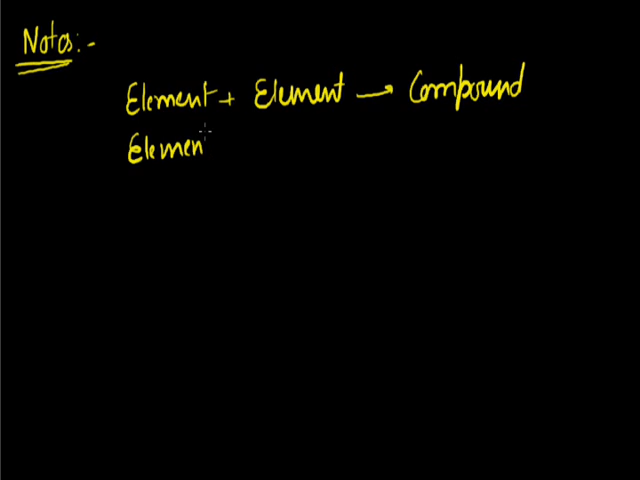 Notes:-
Element + Element → Compound
Elemen